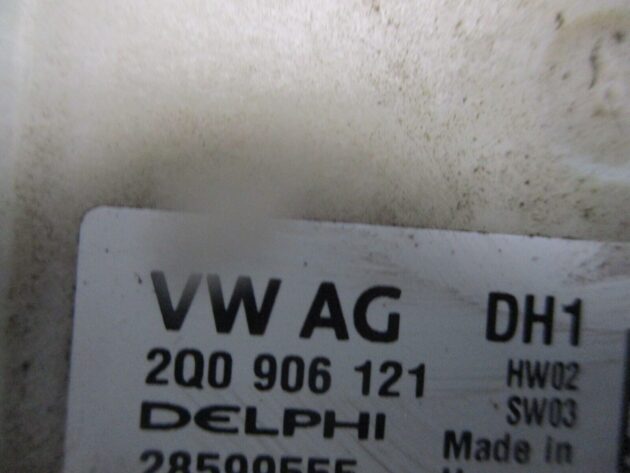 VW AG DH1
2Q0 906 121 HW02
DELPHI SW03
Made in